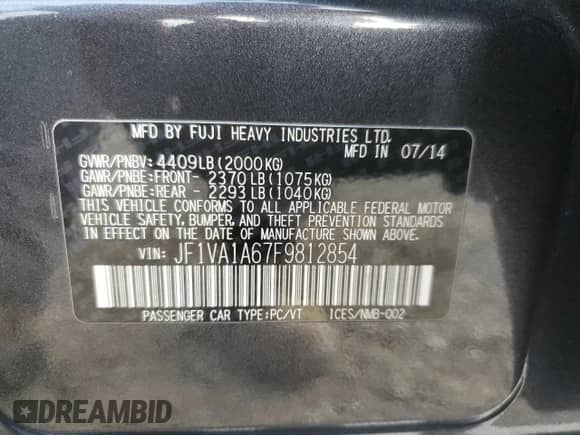 MFD BY FUJI HEAVY INDUSTRIES LTD.
MFD IN 07/14
GVWR/PNBV: 4409LB(2000KG)
GAWR/PNBE:FRONT- 2370LB(1075KG)
GAWR/PNBE:REAR - 2293LB(1040KG)
THIS VEHICLE CONFORMS TO ALL APPLICABLE FEDERAL MOTOR
VEHICLE SAFETY, BUMPER, AND THEFT PREVENTION STANDARDS
IN EFFECT ON THE DATE OF MANUFACTURE SHOWN ABOVE.
VIN: JF1VA1A67F9812854
PASSENGER CAR TYPE:PC/VT ICES/NMB-002
DREAMBID